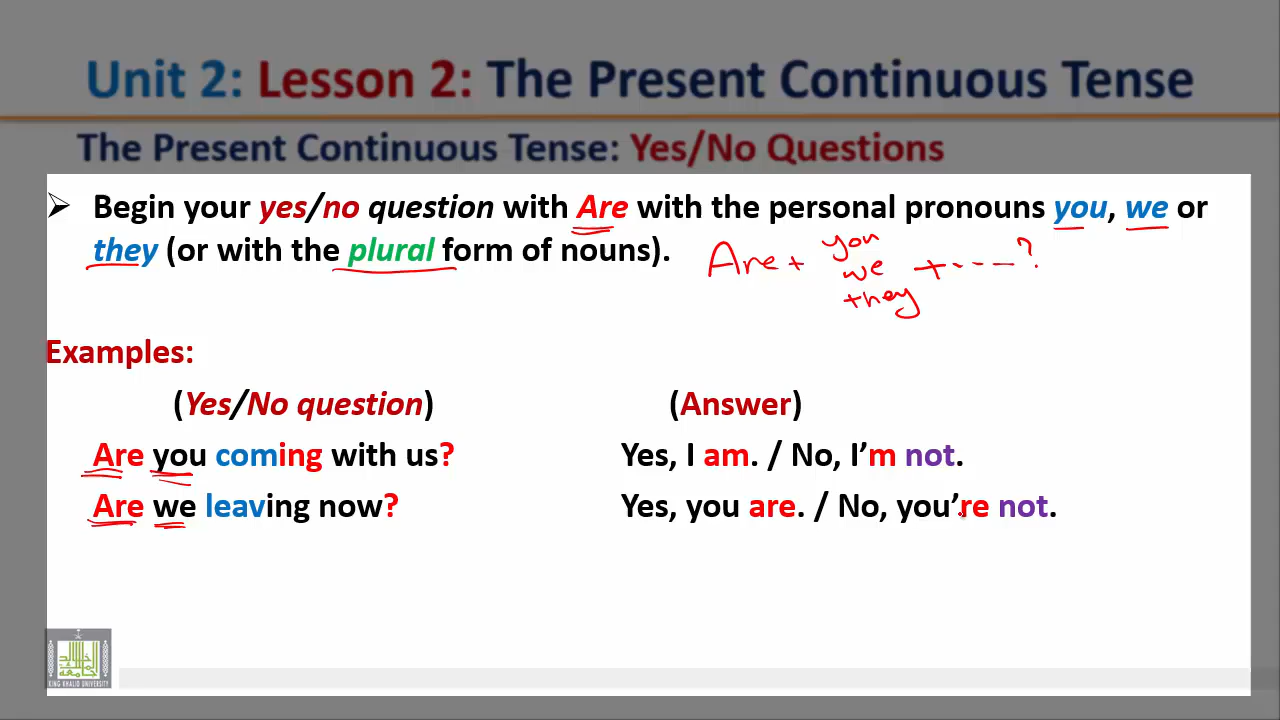 Unit 2: Lesson 2: The Present Continuous Tense
The Present Continuous Tense: Yes/No Questions
➢ Begin your yes/no question with Are with the personal pronouns you, we or
they (or with the plural form of nouns).
Are + you we they + ---- ?
Examples:
(Yes/No question) (Answer)
Are you coming with us? Yes, I am. / No, I'm not.
Are we leaving now? Yes, you are. / No, you're not.
KING KHALID UNIVERSITY